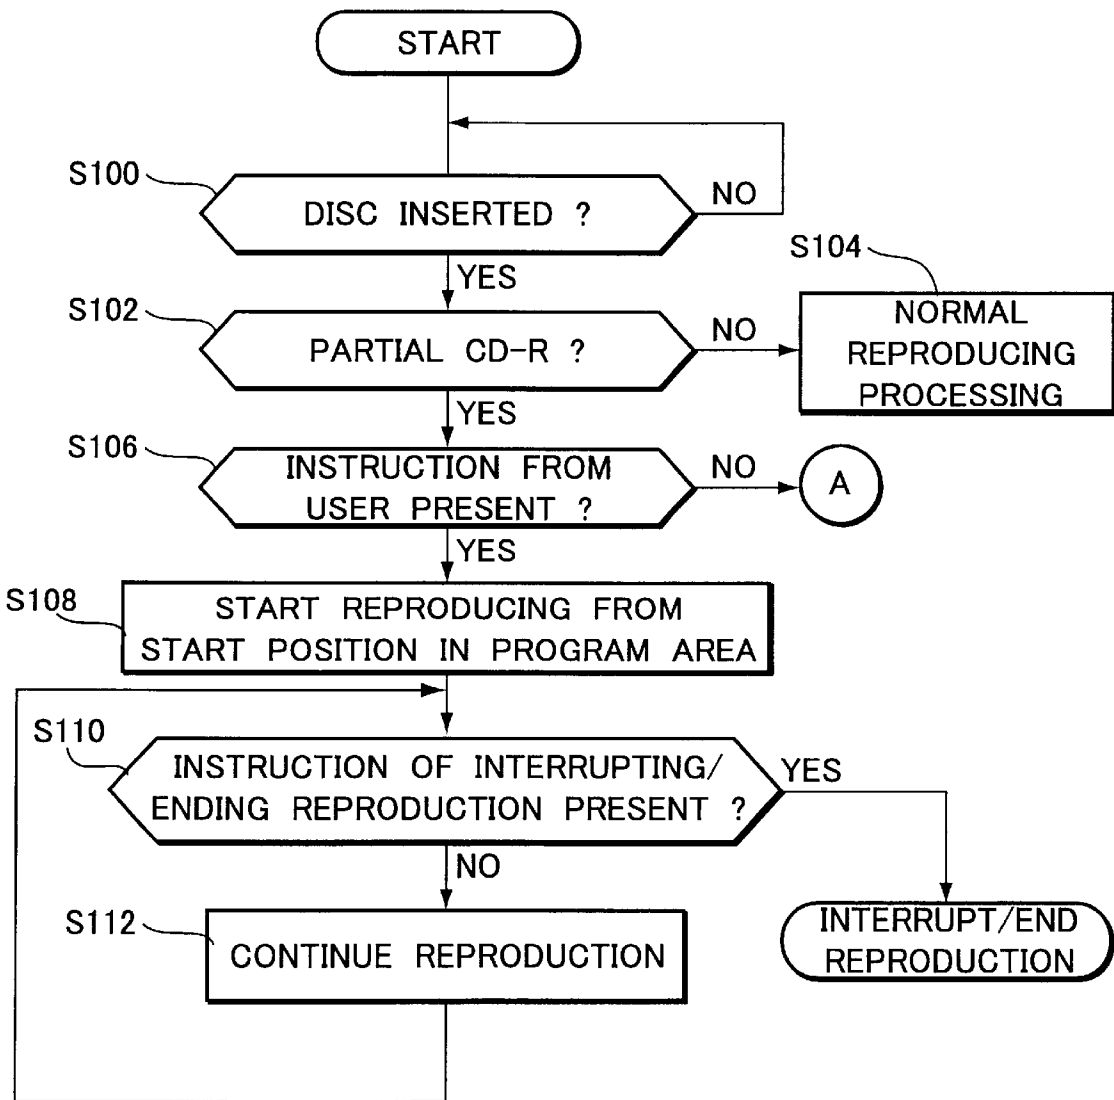 START
S100
DISC INSERTED ?
NO
YES
S104
S102
PARTIAL CD-R ?
NO
NORMAL
REPRODUCING
PROCESSING
YES
S106
INSTRUCTION FROM
USER PRESENT ?
NO
A
YES
S108
START REPRODUCING FROM
START POSITION IN PROGRAM AREA
S110
INSTRUCTION OF INTERRUPTING/
ENDING REPRODUCTION PRESENT ?
YES
NO
S112
CONTINUE REPRODUCTION
INTERRUPT/END
REPRODUCTION